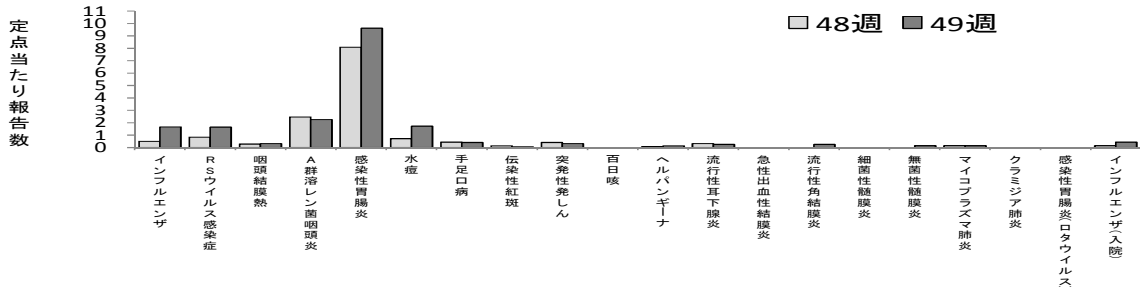 定点当たり報告数
11
10
9
8
7
6
5
4
3
2
1
0
48週
49週
インフルエンザ
RSウイルス感染症
咽頭結膜熱
A群溶レン菌咽頭炎
感染性胃腸炎
水痘
手足口病
伝染性紅斑
突発性発しん
百日咳
ヘルパンギーナ
流行性耳下腺炎
急性出血性結膜炎
流行性角結膜炎
細菌性髄膜炎
無菌性髄膜炎
マイコプラズマ肺炎
クラミジア肺炎
感染性胃腸炎(ロタウイルス)
インフルエンザ(入院)